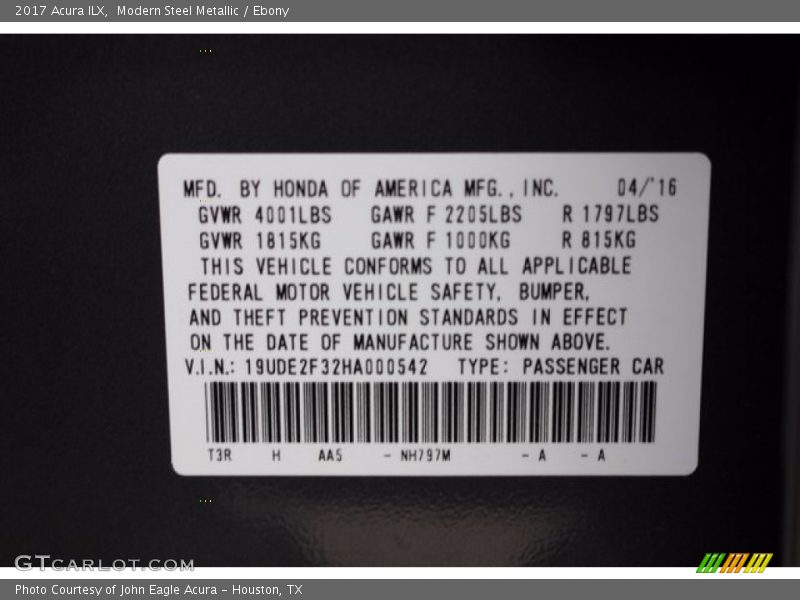 2017 Acura ILX,  Modern Steel Metallic / Ebony
MFD. BY HONDA OF AMERICA MFG., INC. 04/'16
GVWR 4001LBS GAWR F 2205LBS R 1797LBS
GVWR 1815KG GAWR F 1000KG R 815KG
THIS VEHICLE CONFORMS TO ALL APPLICABLE
FEDERAL MOTOR VEHICLE SAFETY, BUMPER,
AND THEFT PREVENTION STANDARDS IN EFFECT
ON THE DATE OF MANUFACTURE SHOWN ABOVE.
V.I.N.: 19UDE2F32HA000542 TYPE: PASSENGER CAR
T3R H AA5 - NH797M - A - A
GTCARLOT.COM
Photo Courtesy of John Eagle Acura - Houston, TX